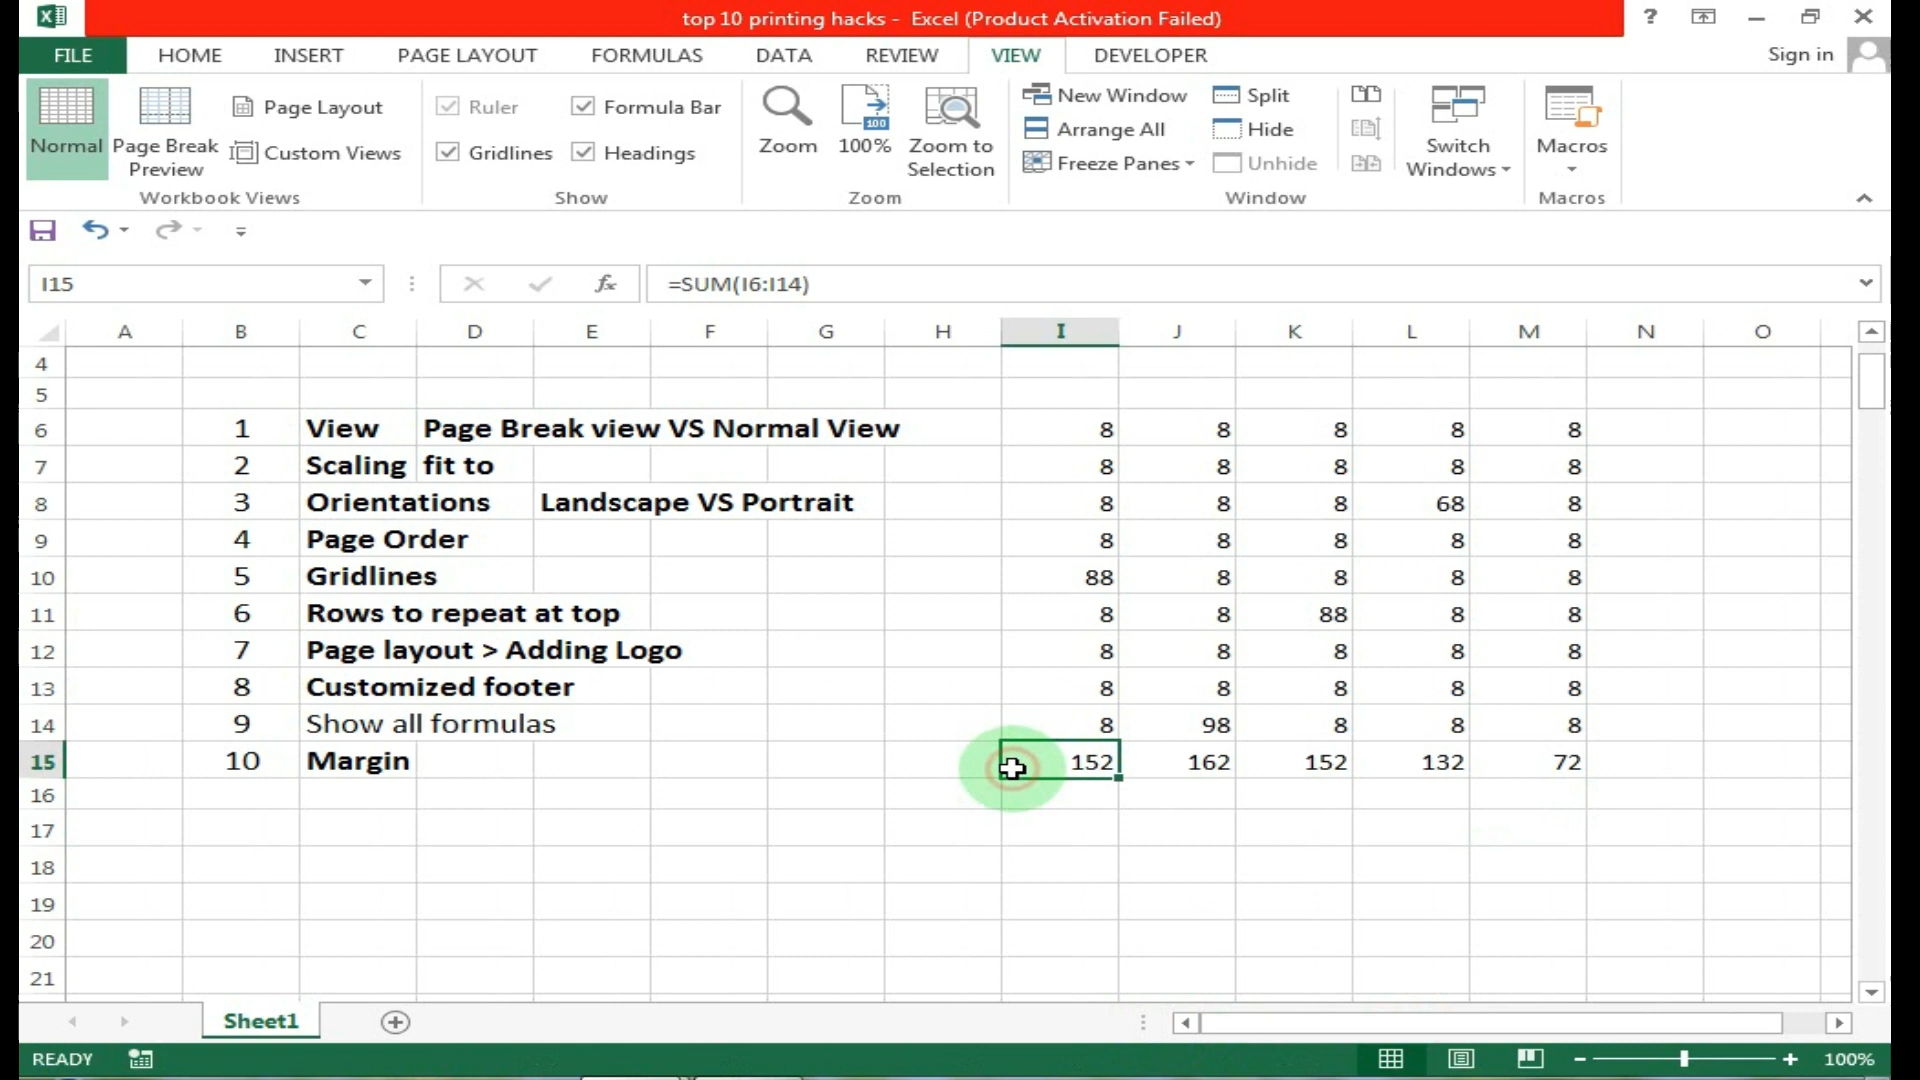 top 10 printing hacks - Excel (Product Activation Failed)
FILE HOME INSERT PAGE LAYOUT FORMULAS DATA REVIEW VIEW DEVELOPER Sign in
Normal
Page Break Preview
Page Layout
Custom Views
Workbook Views
Ruler
Formula Bar
Gridlines
Headings
Show
Zoom
100%
Zoom to Selection
Zoom
New Window
Arrange All
Freeze Panes
Split
Hide
Unhide
Window
Switch Windows
Macros
Macros
I15 fx =SUM(I6:I14)
A B C D E F G H I J K L M N O
4
5
6 1 View Page Break view VS Normal View 8 8 8 8 8
7 2 Scaling fit to 8 8 8 8 8
8 3 Orientations Landscape VS Portrait 8 8 8 68 8
9 4 Page Order 8 8 8 8 8
10 5 Gridlines 88 8 8 8 8
11 6 Rows to repeat at top 8 8 88 8 8
12 7 Page layout > Adding Logo 8 8 8 8 8
13 8 Customized footer 8 8 8 8 8
14 9 Show all formulas 8 98 8 8 8
15 10 Margin 152 162 152 132 72
16
17
18
19
20
21
Sheet1
READY 100%